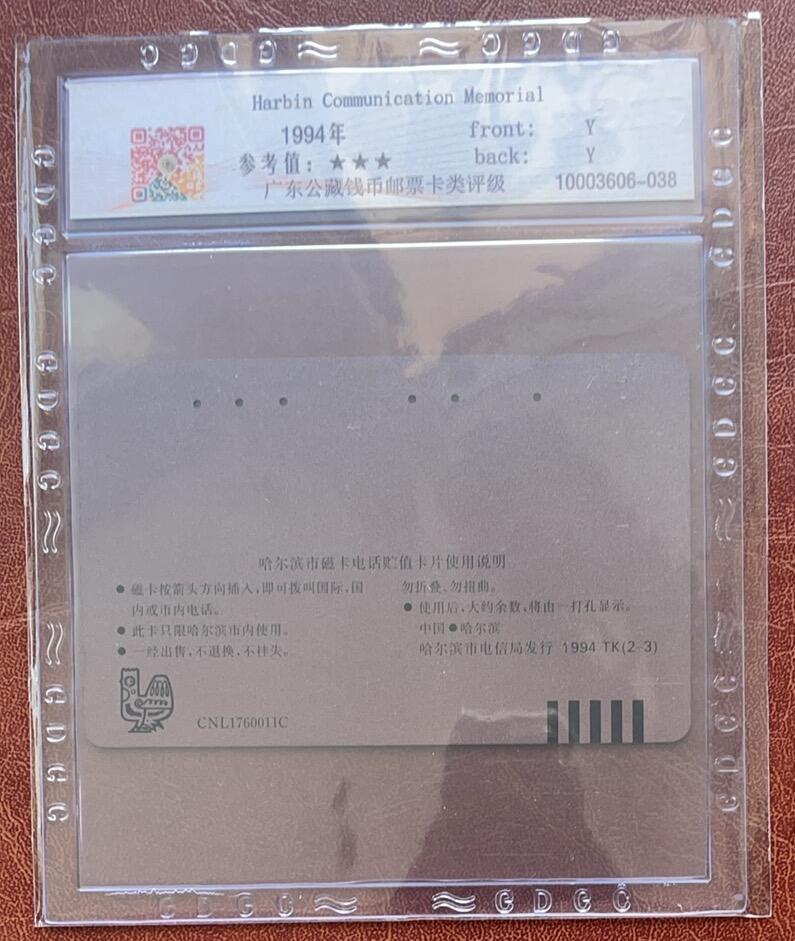 Harbin Communication Memorial
1994年 front: Y
参考值：★★★ back: Y
广东公藏钱币邮票卡类评级 10003606-038
哈尔滨市磁卡电话贮值卡片使用说明
● 磁卡按箭头方向插入，即可拨叫国际、国
内或市内电话。
● 此卡只限哈尔滨市内使用。
● 一经出售，不退换，不挂失。
勿折叠、勿扭曲。
● 使用后，大约余数，将由一打孔显示。
中国●哈尔滨
哈尔滨市电信局发行 1994 TK(2-3)
CNL1760011C
GDGC